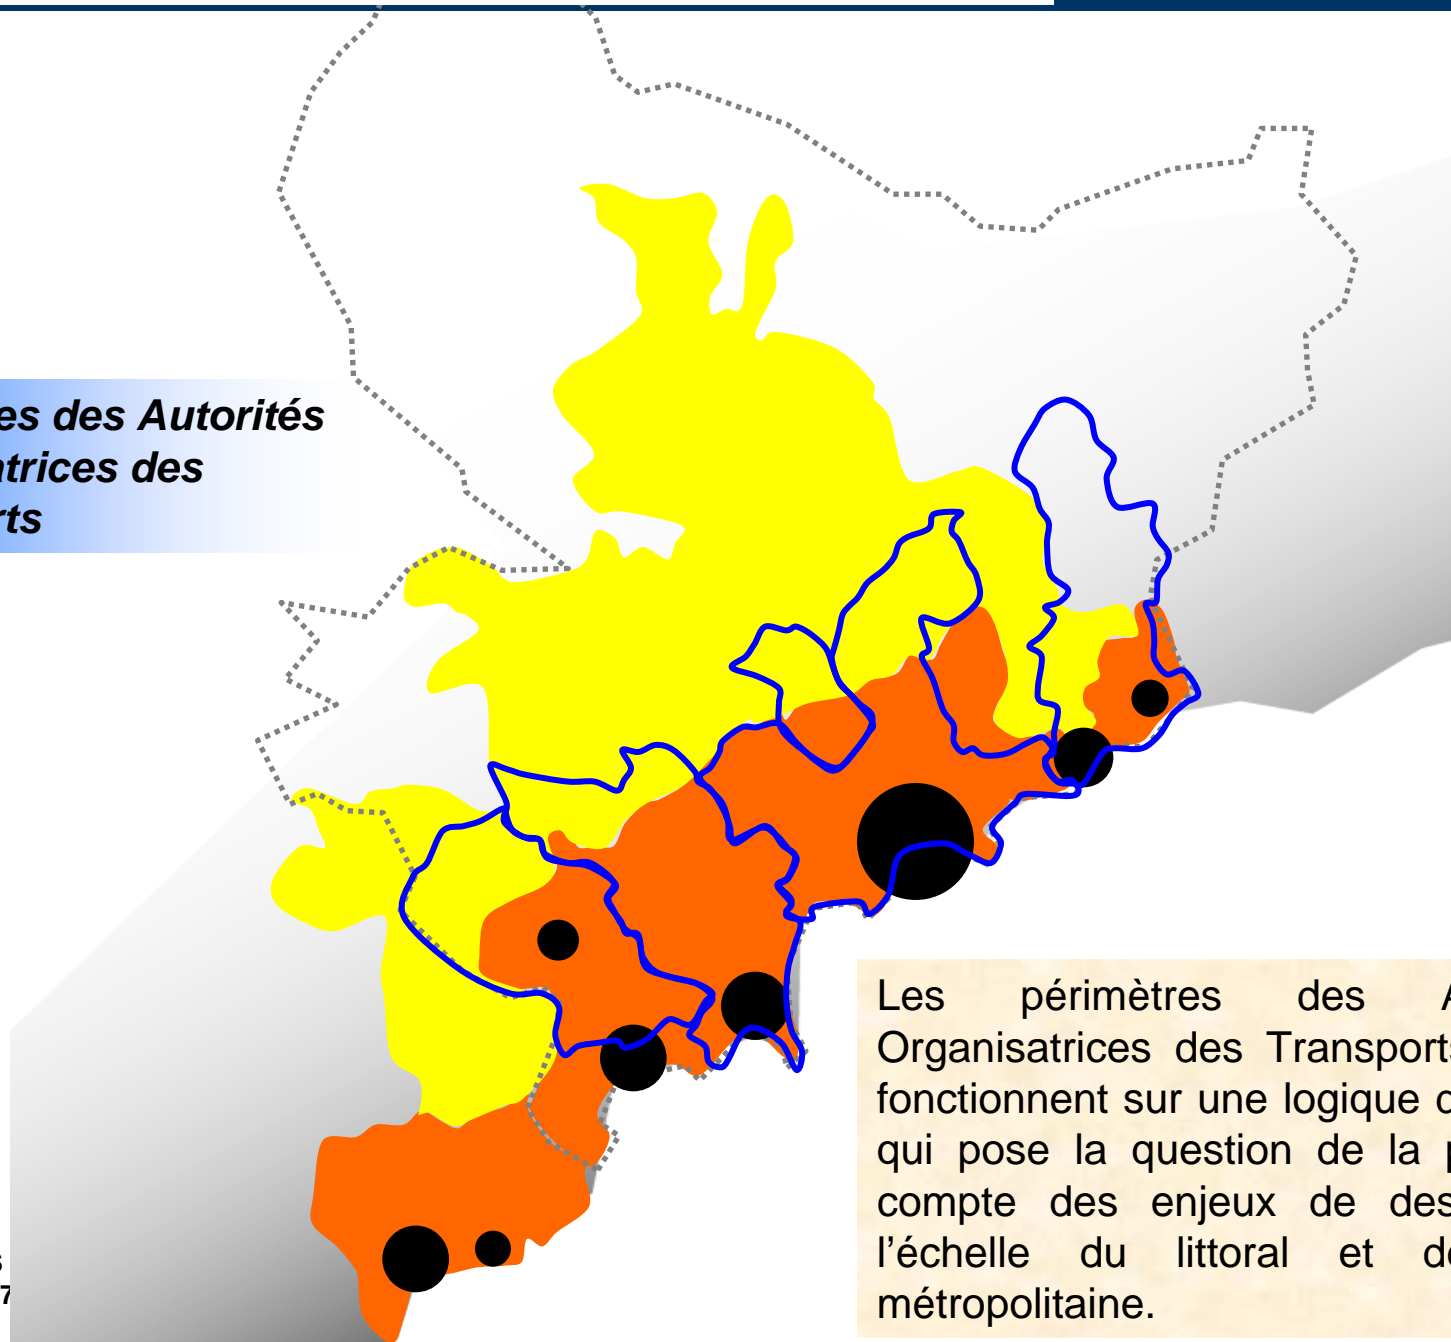 es des Autorités
atrices des
rts
Les périmètres des A
Organisatrices des Transports
fonctionnent sur une logique
qui pose la question de la
compte des enjeux de des
l'échelle du littoral et
métropolitaine.
7